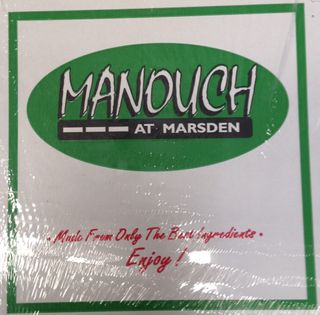 MANOUCH
AT MARSDEN
• Music From Only The Best Ingredients •
Enjoy !